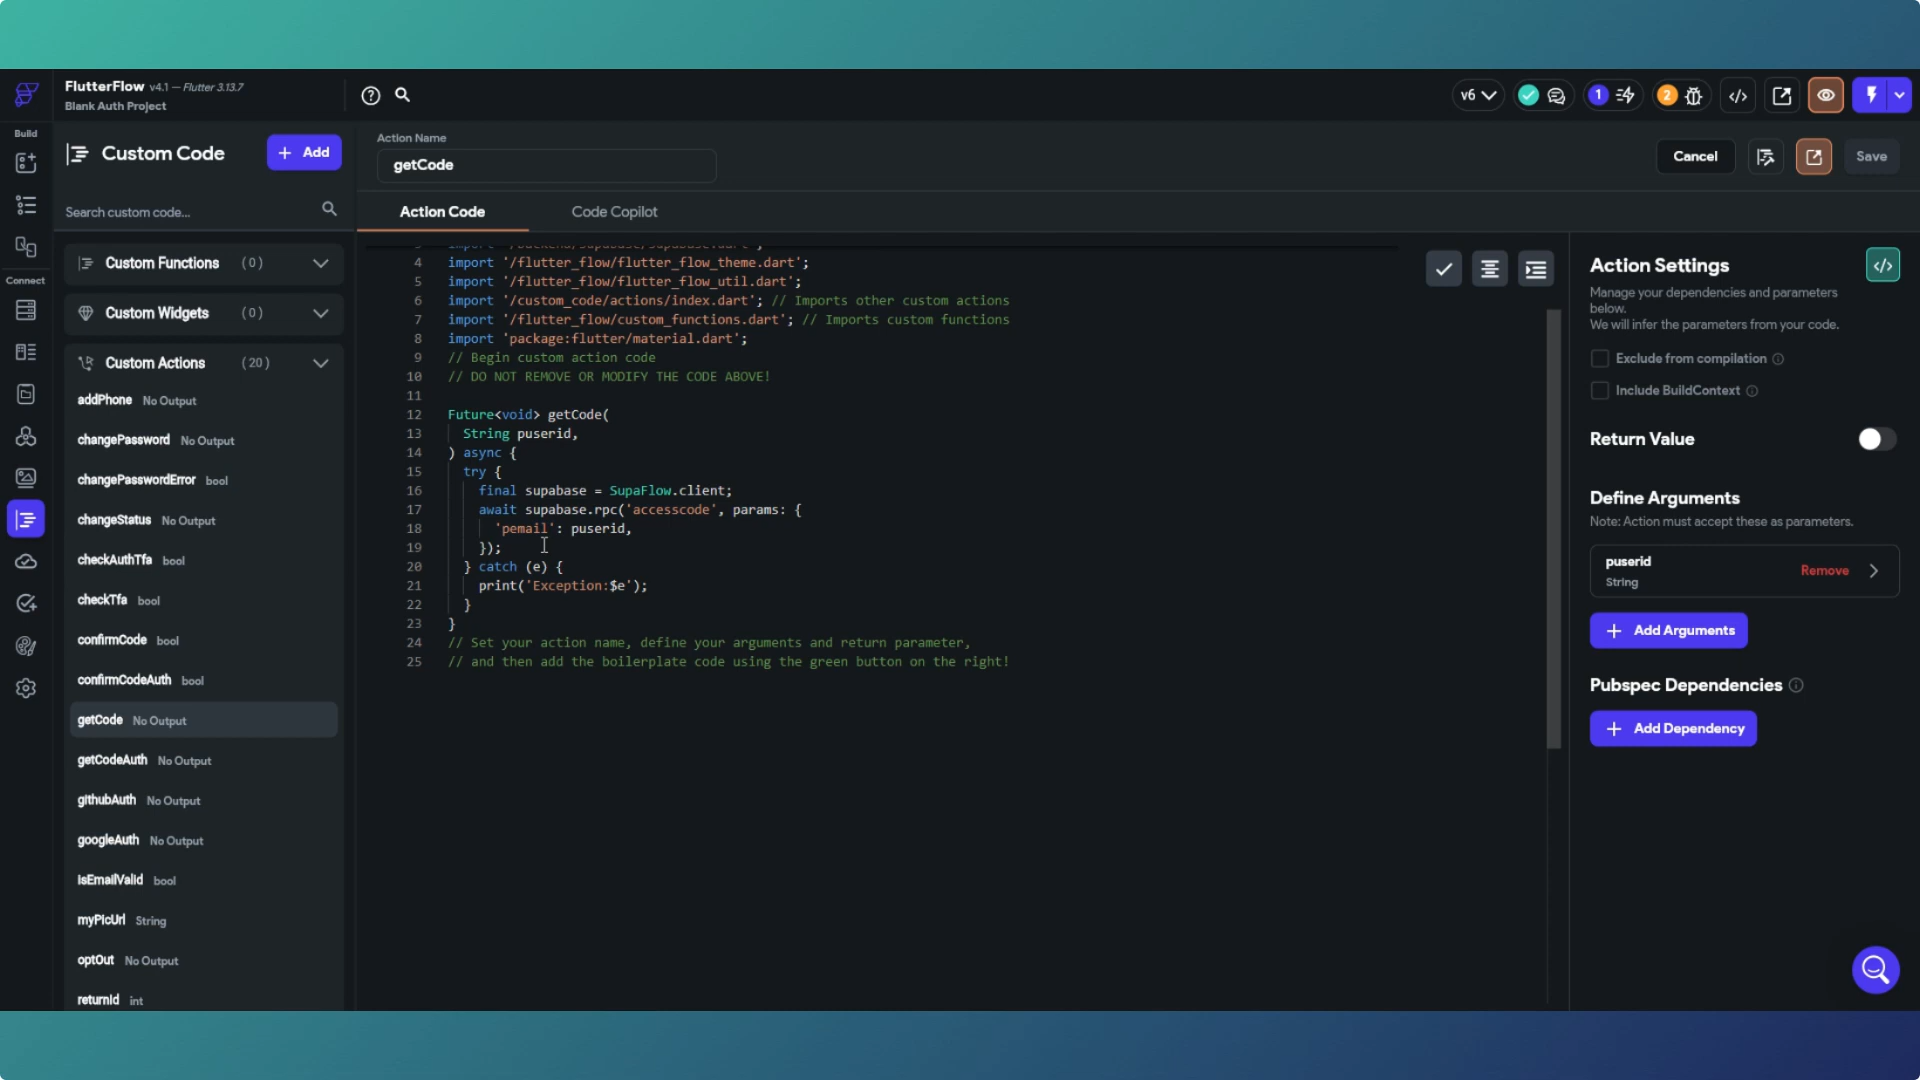 FlutterFlow v4.1 — Flutter 3.13.7
Blank Auth Project
v6
1
2
Build
Connect
Custom Code
+ Add
Search custom code...
Custom Functions (0)
Custom Widgets (0)
Custom Actions (20)
addPhone No Output
changePassword No Output
changePasswordError bool
changeStatus No Output
checkAuthTfa bool
checkTfa bool
confirmCode bool
confirmCodeAuth bool
getCode No Output
getCodeAuth No Output
githubAuth No Output
googleAuth No Output
isEmailValid bool
myPicUrl String
optOut No Output
returnId int
Action Name
getCode
Cancel
Save
Action Code
Code Copilot
4 import '/flutter_flow/flutter_flow_theme.dart';
5 import '/flutter_flow/flutter_flow_util.dart';
6 import '/custom_code/actions/index.dart'; // Imports other custom actions
7 import '/flutter_flow/custom_functions.dart'; // Imports custom functions
8 import 'package:flutter/material.dart';
9 // Begin custom action code
10 // DO NOT REMOVE OR MODIFY THE CODE ABOVE!
11
12 Future<void> getCode(
13 String puserid,
14 ) async {
15 try {
16 final supabase = SupaFlow.client;
17 await supabase.rpc('accesscode', params: {
18 'pemail': puserid,
19 });
20 } catch (e) {
21 print('Exception:$e');
22 }
23 }
24 // Set your action name, define your arguments and return parameter,
25 // and then add the boilerplate code using the green button on the right!
Action Settings
Manage your dependencies and parameters
below.
We will infer the parameters from your code.
Exclude from compilation
Include BuildContext
Return Value
Define Arguments
Note: Action must accept these as parameters.
puserid
String
Remove
+ Add Arguments
Pubspec Dependencies
+ Add Dependency